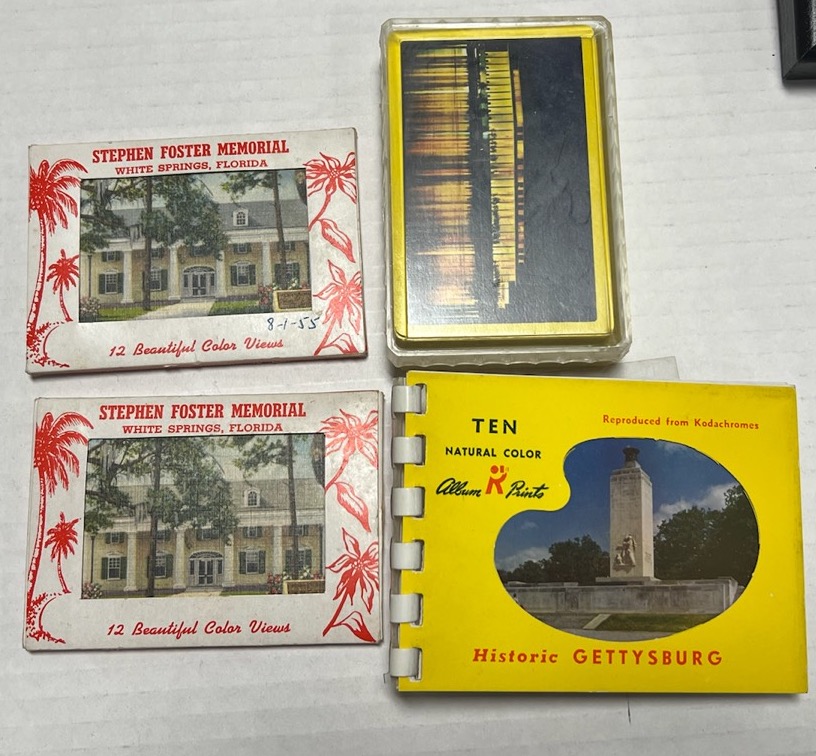 STEPHEN FOSTER MEMORIAL
WHITE SPRINGS, FLORIDA
8-1-55
12 Beautiful Color Views
STEPHEN FOSTER MEMORIAL
WHITE SPRINGS, FLORIDA
12 Beautiful Color Views
TEN
NATURAL COLOR
Album R Prints
Reproduced from Kodachromes
Historic GETTYSBURG